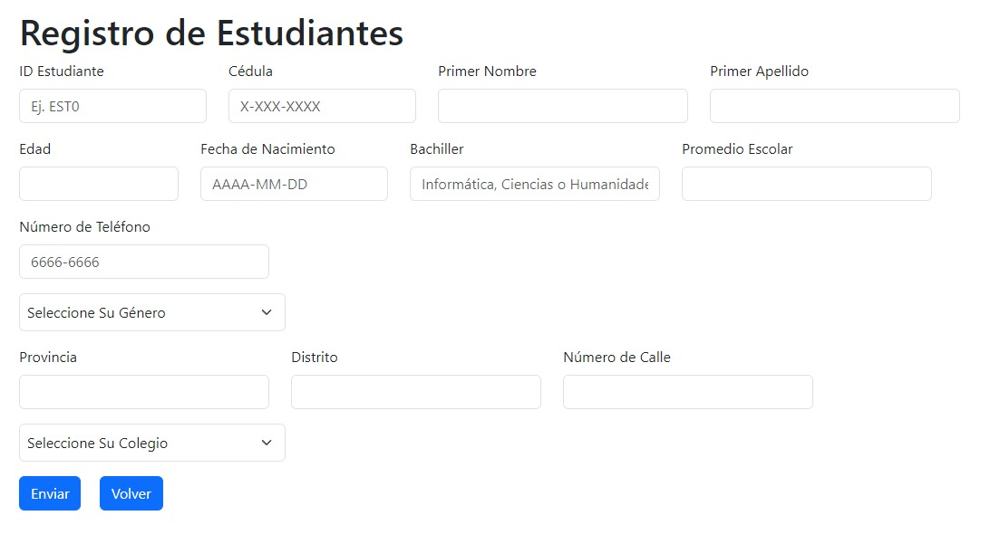 Registro de Estudiantes
ID Estudiante Cédula Primer Nombre Primer Apellido
Ej. EST0 X-XXX-XXXX
Edad Fecha de Nacimiento Bachiller Promedio Escolar
AAAA-MM-DD Informática, Ciencias o Humanidade
Número de Teléfono
6666-6666
Seleccione Su Género
Provincia Distrito Número de Calle
Seleccione Su Colegio
Enviar Volver